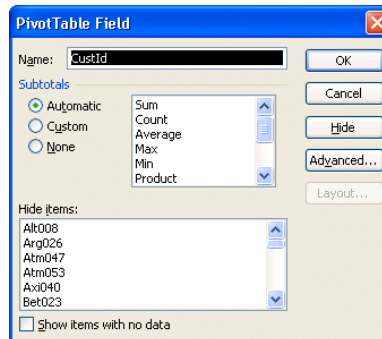 PivotTable Field
Name: CustId
OK
Subtotals
Cancel
Automatic
Custom
None
Sum
Count
Average
Max
Min
Product
Hide
Advanced...
Layout...
Hide items:
Alt008
Arg026
Atm047
Atm053
Axi040
Bet023
Show items with no data